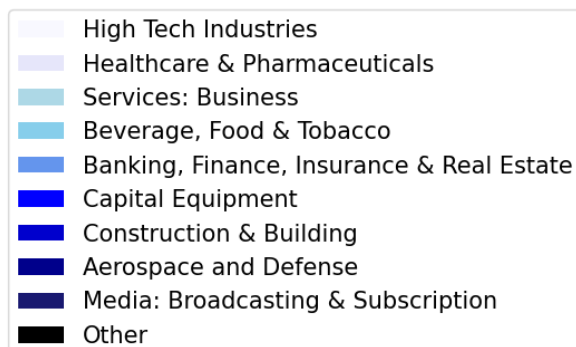 High Tech Industries
Healthcare & Pharmaceuticals
Services: Business
Beverage, Food & Tobacco
Banking, Finance, Insurance & Real Estate
Capital Equipment
Construction & Building
Aerospace and Defense
Media: Broadcasting & Subscription
Other